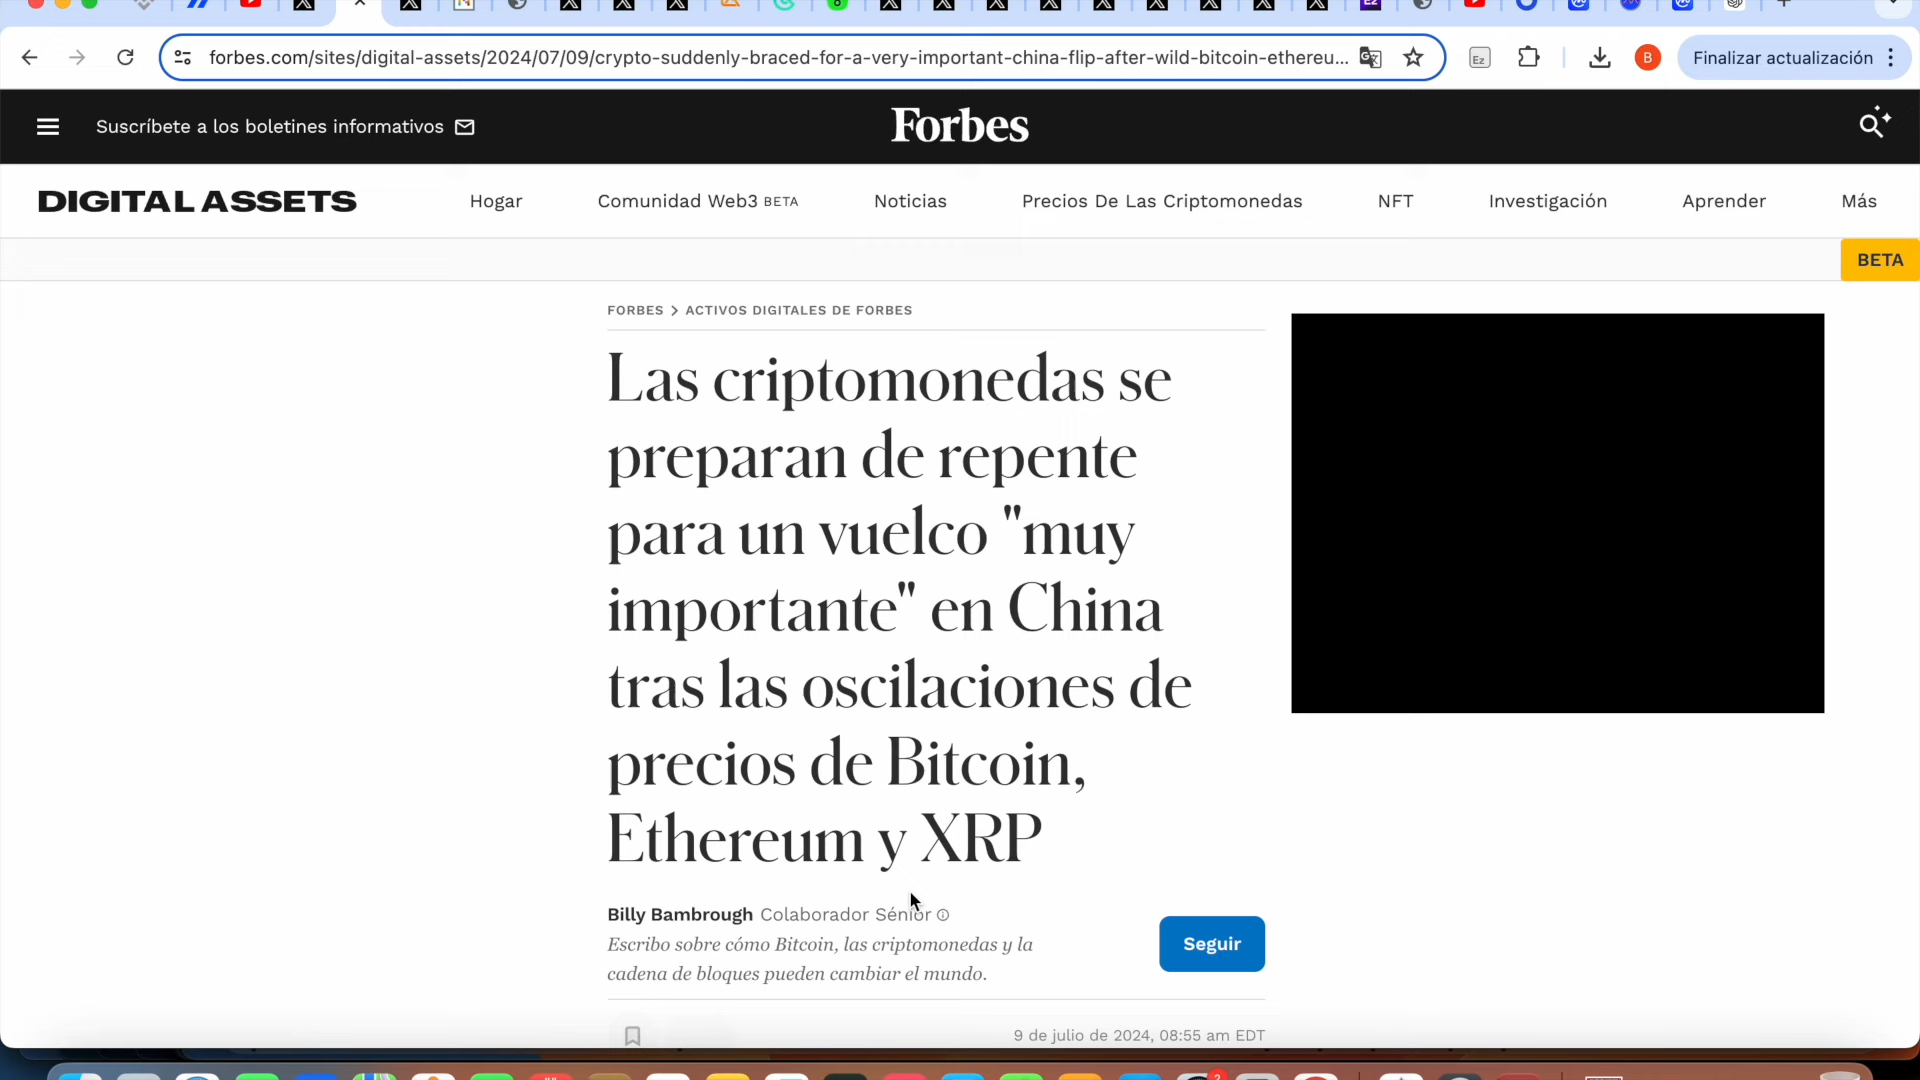 forbes.com/sites/digital-assets/2024/07/09/crypto-suddenly-braced-for-a-very-important-china-flip-after-wild-bitcoin-ethereu...
Ez
B
Finalizar actualización
Suscríbete a los boletines informativos
Forbes
DIGITAL ASSETS
Hogar
Comunidad Web3 BETA
Noticias
Precios De Las Criptomonedas
NFT
Investigación
Aprender
Más
BETA
FORBES > ACTIVOS DIGITALES DE FORBES
Las criptomonedas se
preparan de repente
para un vuelco "muy
importante" en China
tras las oscilaciones de
precios de Bitcoin,
Ethereum y XRP
Billy Bambrough Colaborador Sénior
Escribo sobre cómo Bitcoin, las criptomonedas y la
cadena de bloques pueden cambiar el mundo.
Seguir
9 de julio de 2024, 08:55 am EDT